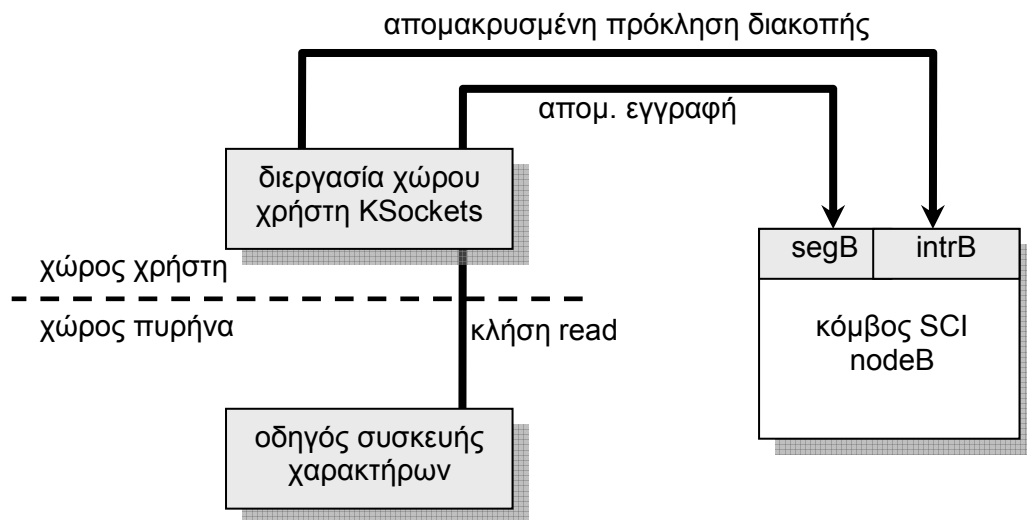 απομακρυσμένη πρόκληση διακοπής
απομ. εγγραφή
διεργασία χώρου
χρήστη KSockets
segB
intrB
χώρος χρήστη
χώρος πυρήνα
κλήση read
κόμβος SCI
nodeB
οδηγός συσκευής
χαρακτήρων